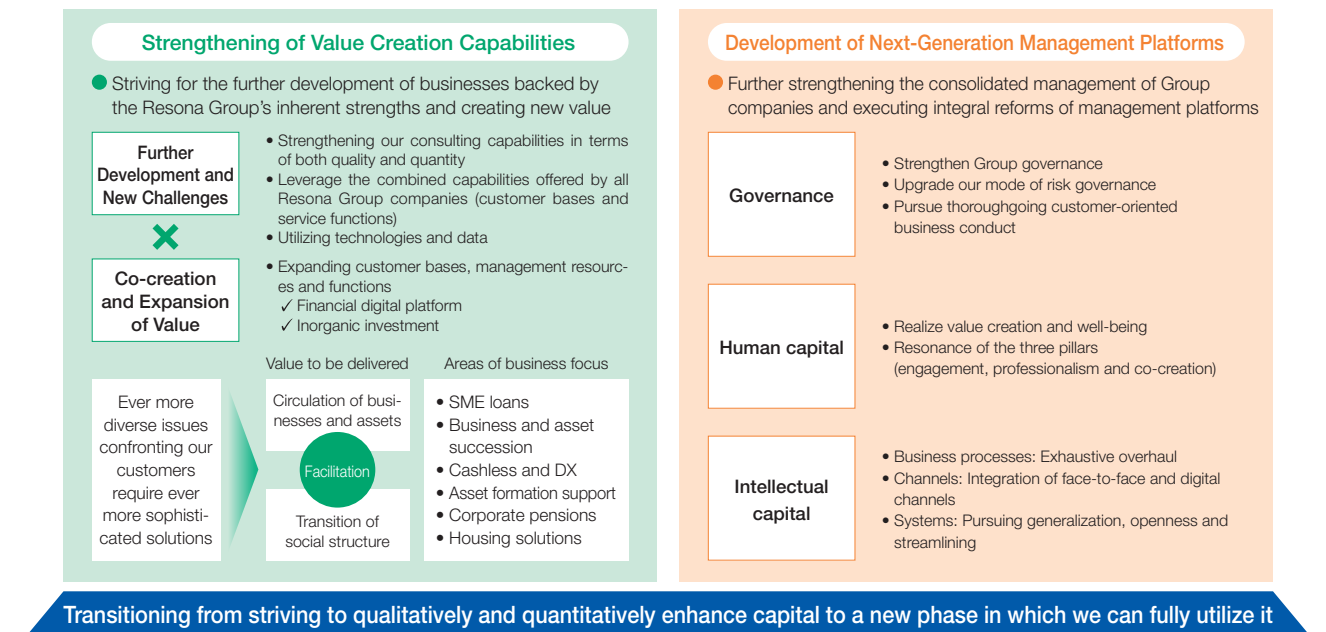 Strengthening of Value Creation Capabilities
● Striving for the further development of businesses backed by
the Resona Group's inherent strengths and creating new value
Further
Development and
New Challenges
• Strengthening our consulting capabilities in terms
of both quality and quantity
• Leverage the combined capabilities offered by all
Resona Group companies (customer bases and
service functions)
• Utilizing technologies and data
×
Co-creation
and Expansion
of Value
• Expanding customer bases, management resourc-
es and functions
✓ Financial digital platform
✓ Inorganic investment
Ever more
diverse issues
confronting our
customers
require ever
more sophisti-
cated solutions
Value to be delivered
Circulation of busi-
nesses and assets
Facilitation
Transition of
social structure
Areas of business focus
• SME loans
• Business and asset
succession
• Cashless and DX
• Asset formation support
• Corporate pensions
• Housing solutions
Development of Next-Generation Management Platforms
● Further strengthening the consolidated management of Group
companies and executing integral reforms of management platforms
Governance
• Strengthen Group governance
• Upgrade our mode of risk governance
• Pursue thoroughgoing customer-oriented
business conduct
Human capital
• Realize value creation and well-being
• Resonance of the three pillars
(engagement, professionalism and co-creation)
Intellectual
capital
• Business processes: Exhaustive overhaul
• Channels: Integration of face-to-face and digital
channels
• Systems: Pursuing generalization, openness and
streamlining
Transitioning from striving to qualitatively and quantitatively enhance capital to a new phase in which we can fully utilize it